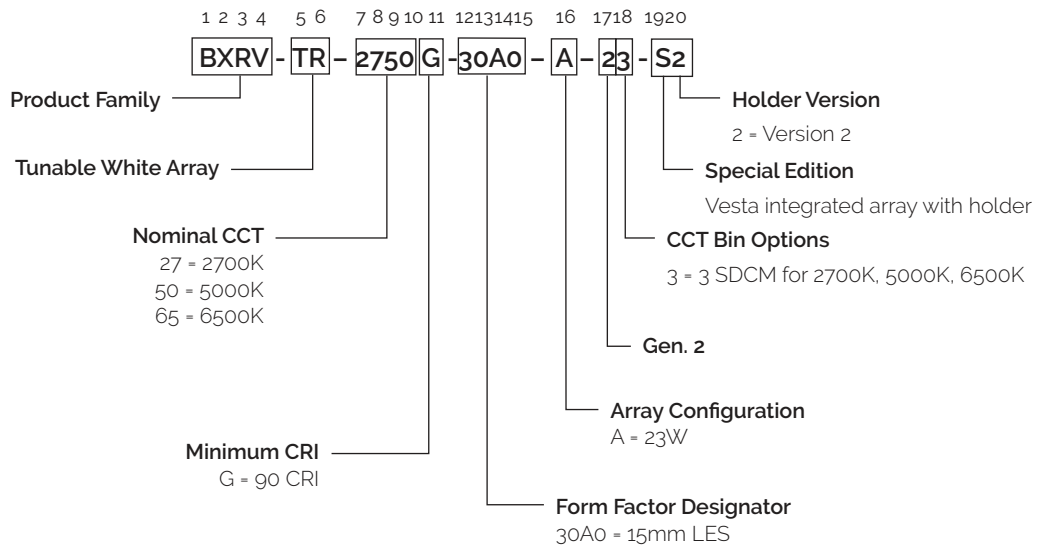 1 2 3 4 5 6 7 8 9 10 11 12131415 16 1718 1920
BXRV - TR – 2750 G -30A0 – A – 23 - S2
Product Family
Holder Version
2 = Version 2
Tunable White Array
Special Edition
Vesta integrated array with holder
Nominal CCT
27 = 2700K
50 = 5000K
65 = 6500K
CCT Bin Options
3 = 3 SDCM for 2700K, 5000K, 6500K
Gen. 2
Array Configuration
A = 23W
Minimum CRI
G = 90 CRI
Form Factor Designator
30A0 = 15mm LES